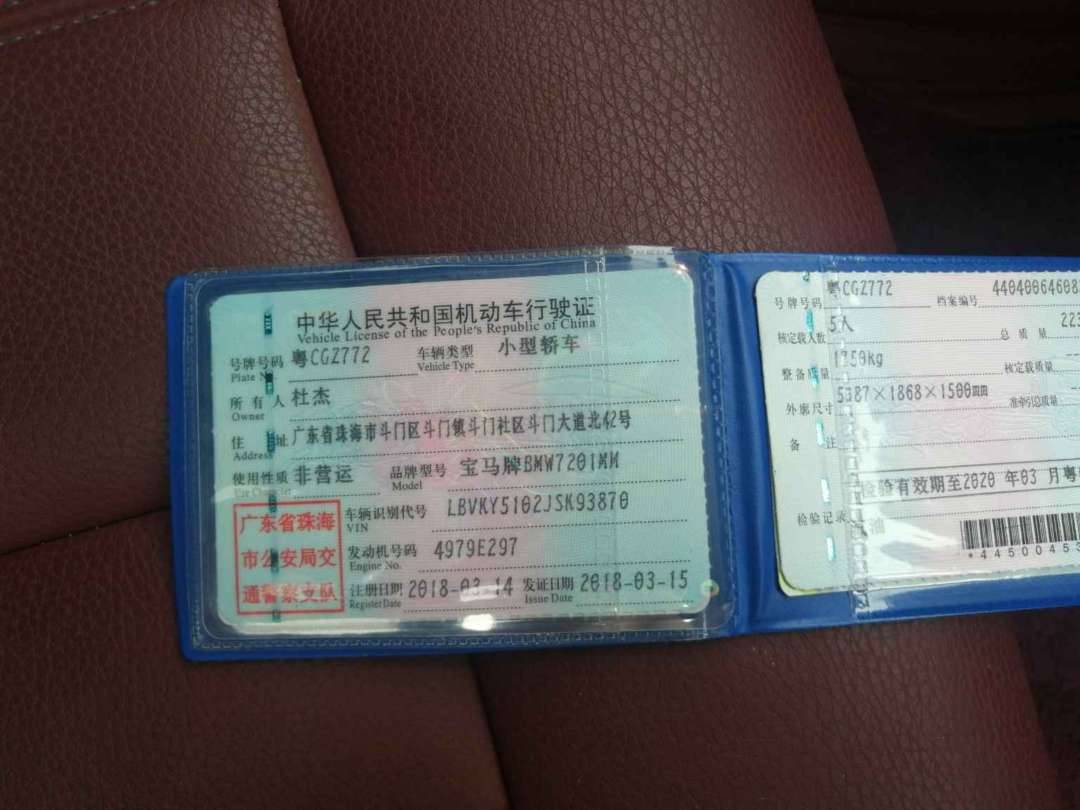 中华人民共和国机动车行驶证
Vehicle License of the People's Republic of China
号牌号码 粤CGZ772 车辆类型 小型轿车
Plate No. Vehicle Type
所有人 杜杰
Owner
住址 广东省珠海市斗门区斗门镇斗门社区斗门大道北42号
Address
使用性质 非营运 品牌型号 宝马牌BMW7201MM
Use Character Model
广东省珠海
市公安局交
通警察支队
车辆识别代号 LBVKY5102JSK93870
VIN
发动机号码 4979E297
Engine No.
注册日期 2018-03-14 发证日期 2018-03-15
Register Date Issue Date
号牌号码 粤CGZ772 档案编号 44040064608
核定载人数 5人 总质量 223
整备质量 1750kg 核定载质量
外廓尺寸 5087×1868×1500mm 准牵引总质量
备注
检验有效期至2020年03月粤
检验记录 油
*4450045